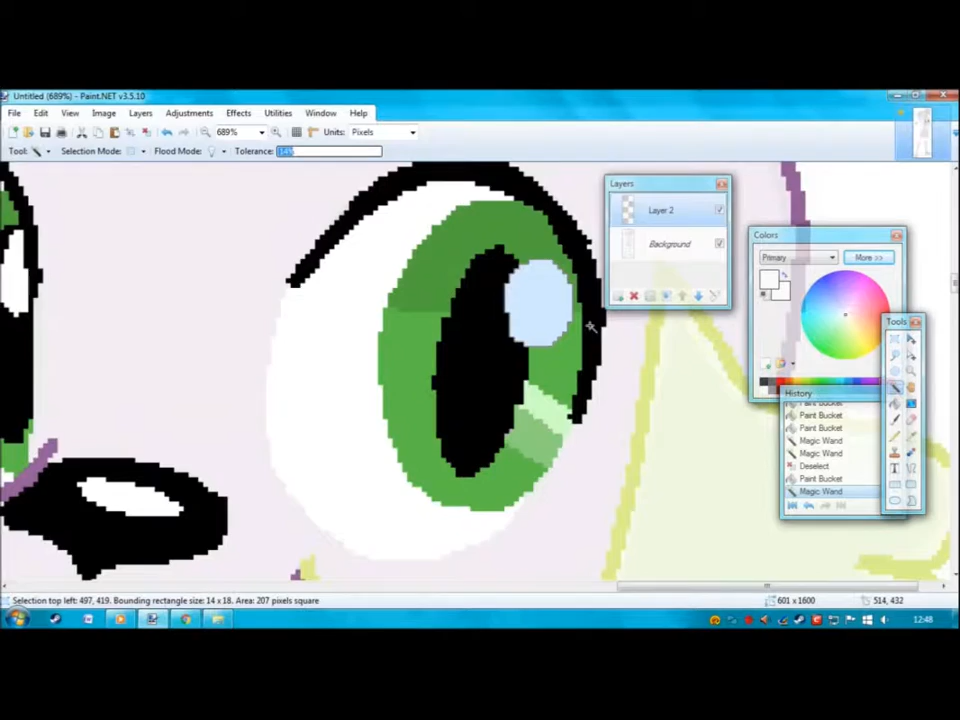 Untitled (689%) - Paint.NET v3.5.10
File Edit View Image Layers Adjustments Effects Utilities Window Help
689% Units: Pixels
Tool: Selection Mode: Flood Mode: Tolerance: 14%
Layers
Layer 2
Background
Colors
Primary More >>
Tools
History
Paint Bucket
Paint Bucket
Paint Bucket
Magic Wand
Magic Wand
Deselect
Paint Bucket
Magic Wand
Selection top left: 497, 419. Bounding rectangle size: 14 x 18. Area: 207 pixels square 601 x 1600 514, 432
12:48